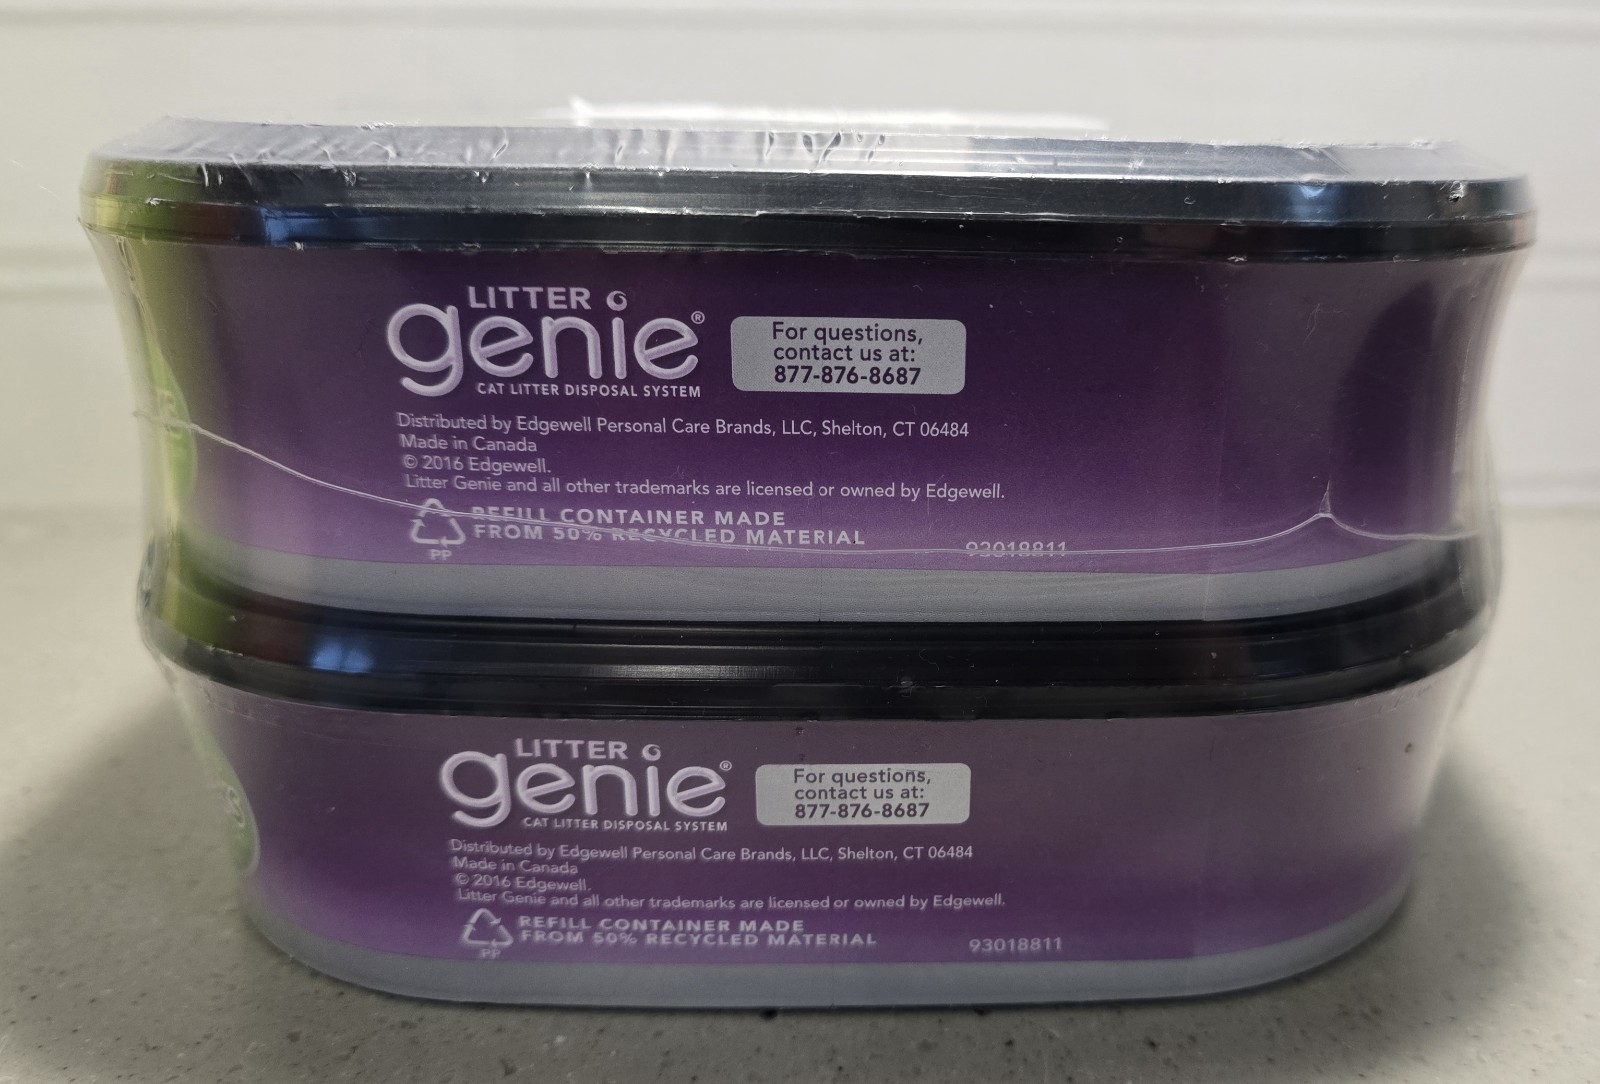 LITTER
genie®
CAT LITTER DISPOSAL SYSTEM
For questions,
contact us at:
877-876-8687
Distributed by Edgewell Personal Care Brands, LLC, Shelton, CT 06484
Made in Canada
© 2016 Edgewell.
Litter Genie and all other trademarks are licensed or owned by Edgewell.
PP
REFILL CONTAINER MADE
FROM 50% RECYCLED MATERIAL
93018811
LITTER
genie®
CAT LITTER DISPOSAL SYSTEM
For questions,
contact us at:
877-876-8687
Distributed by Edgewell Personal Care Brands, LLC, Shelton, CT 06484
Made in Canada
© 2016 Edgewell.
Litter Genie and all other trademarks are licensed or owned by Edgewell.
PP
REFILL CONTAINER MADE
FROM 50% RECYCLED MATERIAL
93018811